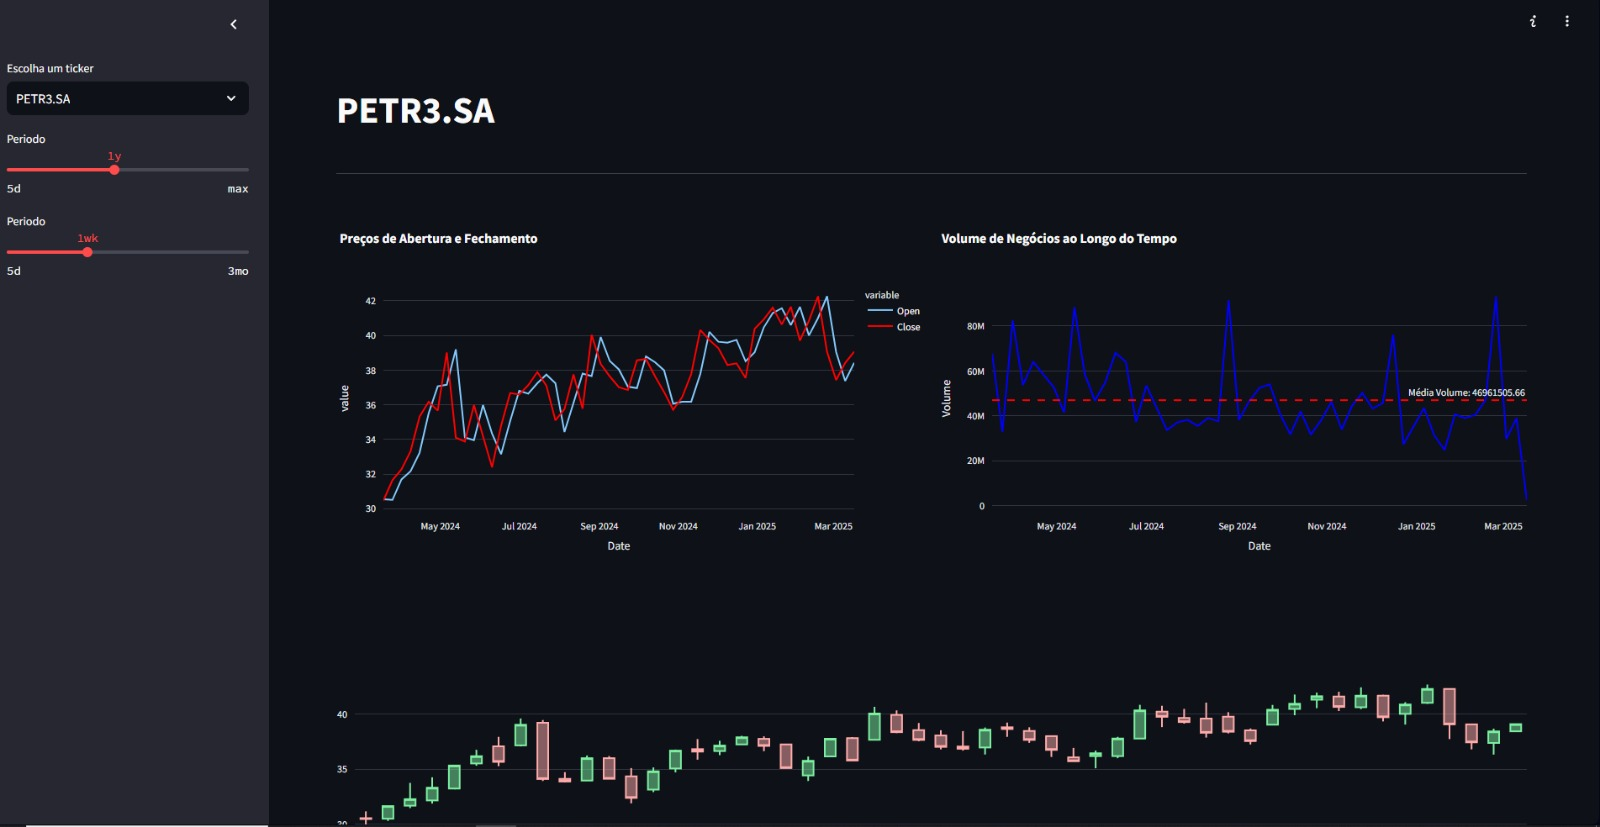 Escolha um ticker
PETR3.SA
Periodo
1y
5d max
Periodo
1wk
5d 3mo
PETR3.SA
Preços de Abertura e Fechamento
42
40
38
36
34
32
30
value
May 2024 Jul 2024 Sep 2024 Nov 2024 Jan 2025 Mar 2025
Date
variable
Open
Close
Volume de Negócios ao Longo do Tempo
80M
60M
40M
20M
0
Volume
Média Volume: 46961505.66
May 2024 Jul 2024 Sep 2024 Nov 2024 Jan 2025 Mar 2025
Date
40
35
30